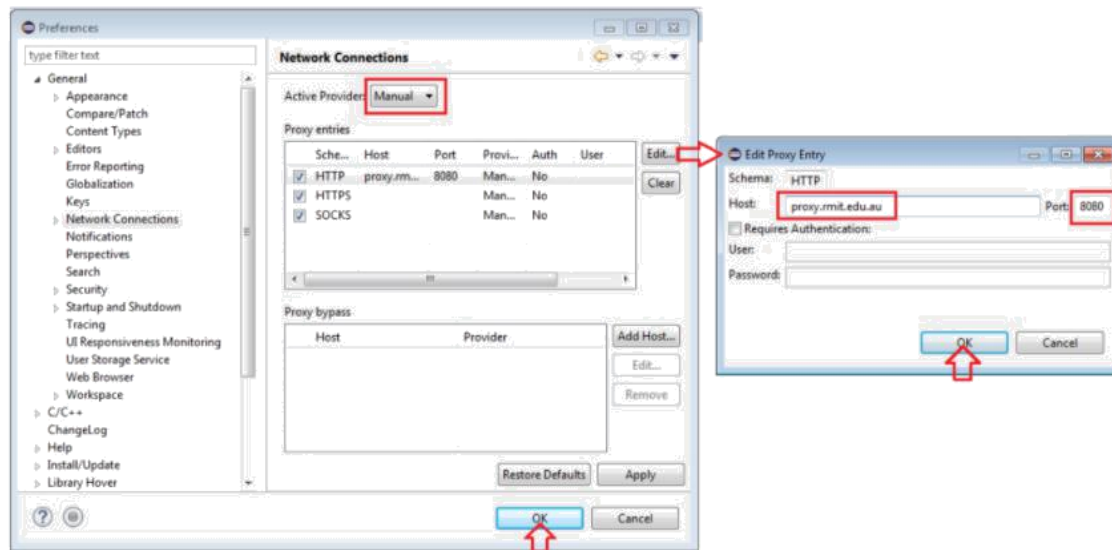 Preferences
type filter text
General
Appearance
Compare/Patch
Content Types
Editors
Error Reporting
Globalization
Keys
Network Connections
Notifications
Perspectives
Search
Security
Startup and Shutdown
Tracing
UI Responsiveness Monitoring
User Storage Service
Web Browser
Workspace
C/C++
ChangeLog
Help
Install/Update
Library Hover
Network Connections
Active Provider: Manual
Proxy entries
Sche... Host Port Provi... Auth User
HTTP proxy.rm... 8080 Man... No
HTTPS Man... No
SOCKS Man... No
Edit...
Clear
Proxy bypass
Host Provider
Add Host...
Edit...
Remove
Restore Defaults Apply
OK Cancel
Edit Proxy Entry
Schema: HTTP
Host: proxy.rmit.edu.au Port: 8080
Requires Authentication:
User:
Password:
OK Cancel